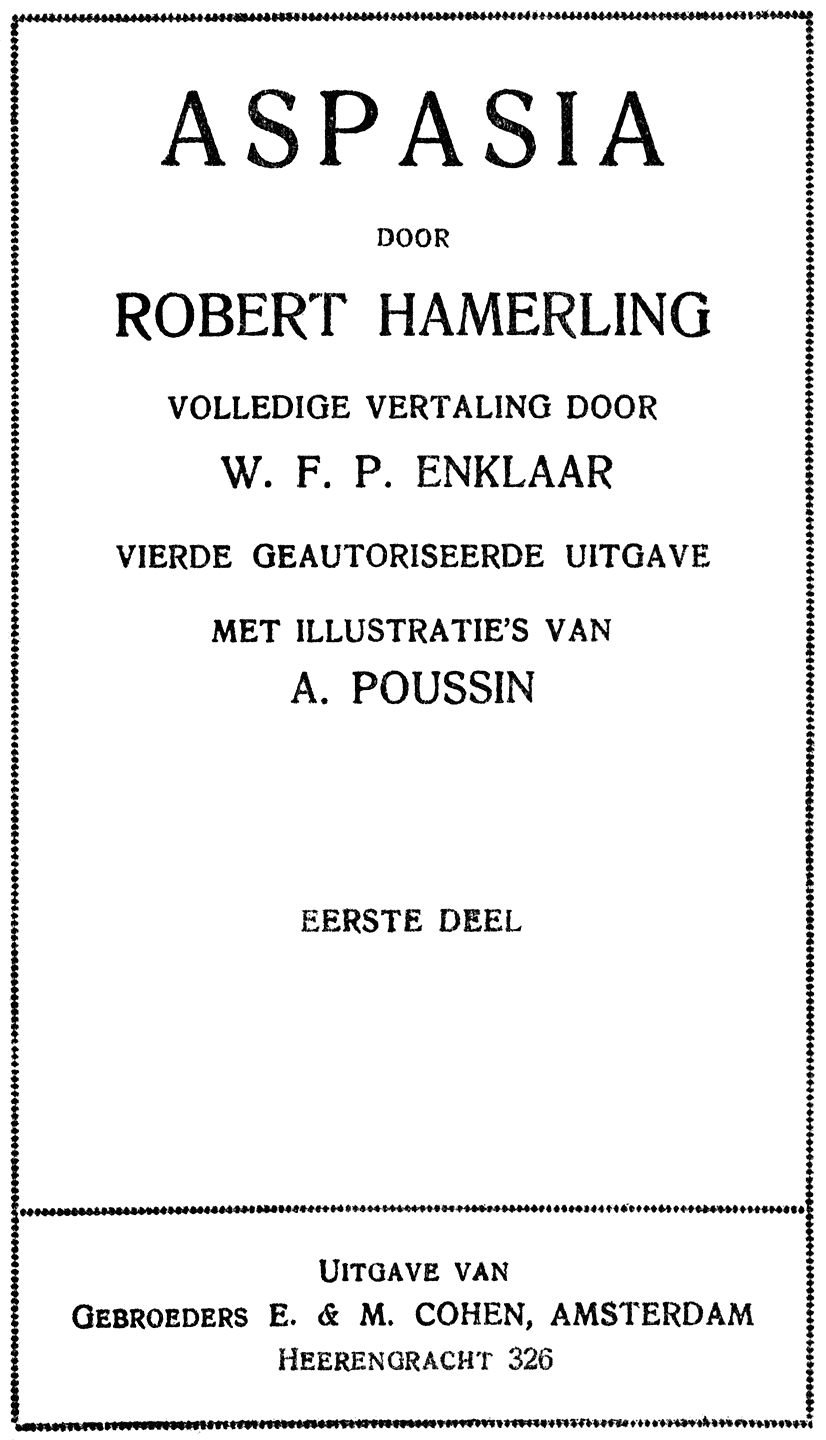 ASPASIA
DOOR
ROBERT HAMERLING
VOLLEDIGE VERTALING DOOR
W. F. P. ENKLAAR
VIERDE GEAUTORISEERDE UITGAVE
MET ILLUSTRATIE'S VAN
A. POUSSIN
EERSTE DEEL
UITGAVE VAN
GEBROEDERS E. & M. COHEN, AMSTERDAM
HEERENGRACHT 326